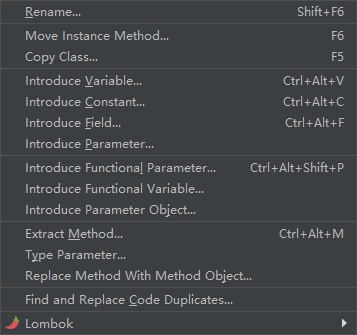 Rename... Shift+F6
Move Instance Method... F6
Copy Class... F5
Introduce Variable... Ctrl+Alt+V
Introduce Constant... Ctrl+Alt+C
Introduce Field... Ctrl+Alt+F
Introduce Parameter...
Introduce Functional Parameter... Ctrl+Alt+Shift+P
Introduce Functional Variable...
Introduce Parameter Object...
Extract Method... Ctrl+Alt+M
Type Parameter...
Replace Method With Method Object...
Find and Replace Code Duplicates...
Lombok